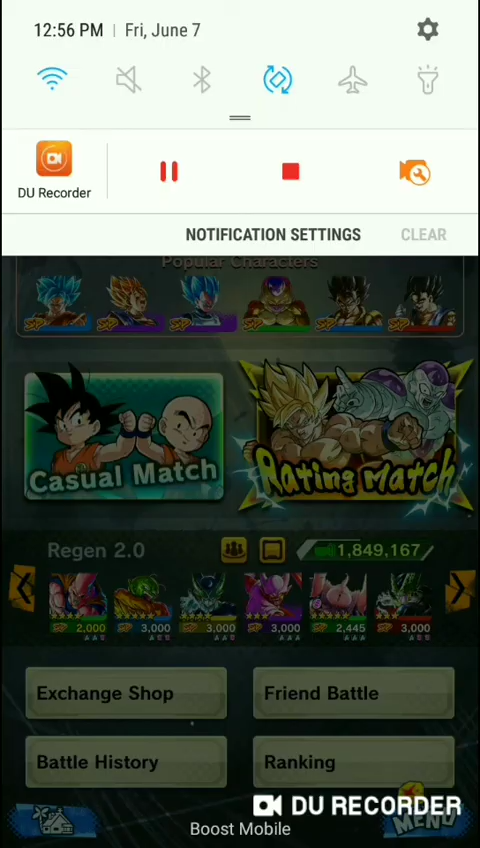 12:56 PM | Fri, June 7
DU Recorder
NOTIFICATION SETTINGS CLEAR
Popular Characters
Casual Match
Rating Match
Regen 2.0
1,849,167
2,000 3,000 3,000 3,000 2,445 3,000
Exchange Shop
Friend Battle
Battle History
Ranking
DU RECORDER
MENU
Boost Mobile